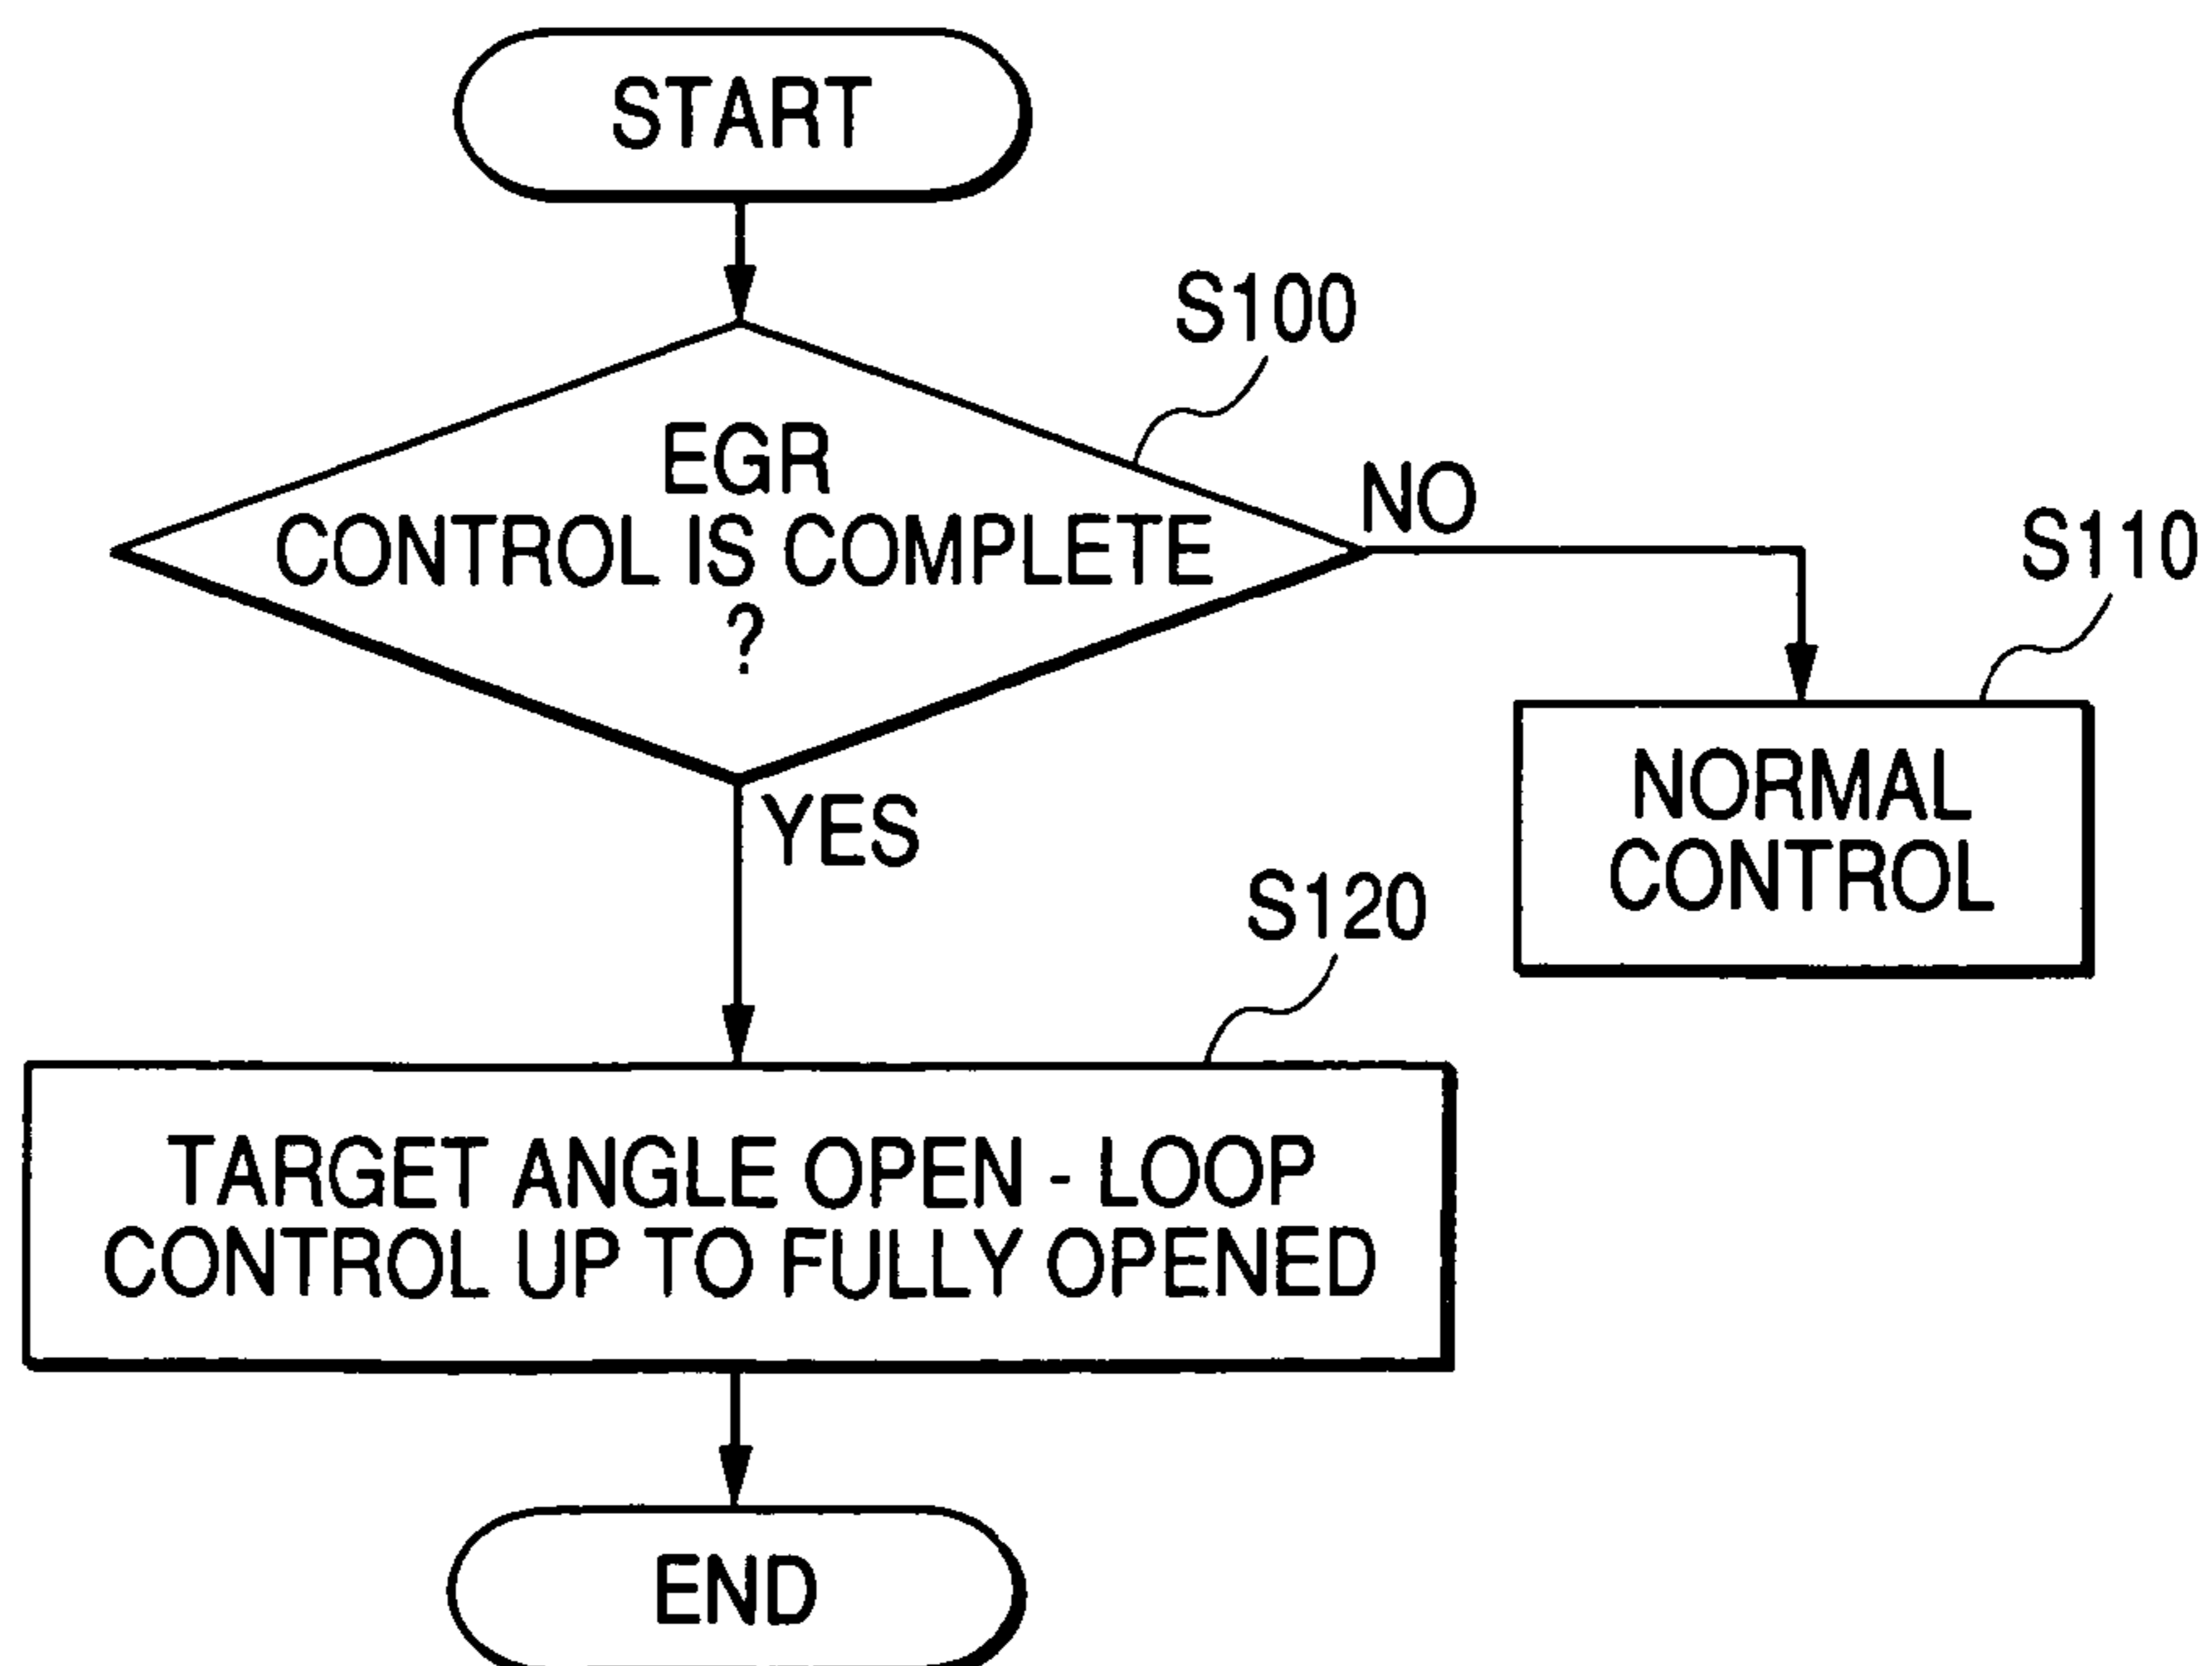 START
S100
EGR
CONTROL IS COMPLETE
?
NO
S110
NORMAL
CONTROL
YES
S120
TARGET ANGLE OPEN - LOOP
CONTROL UP TO FULLY OPENED
END